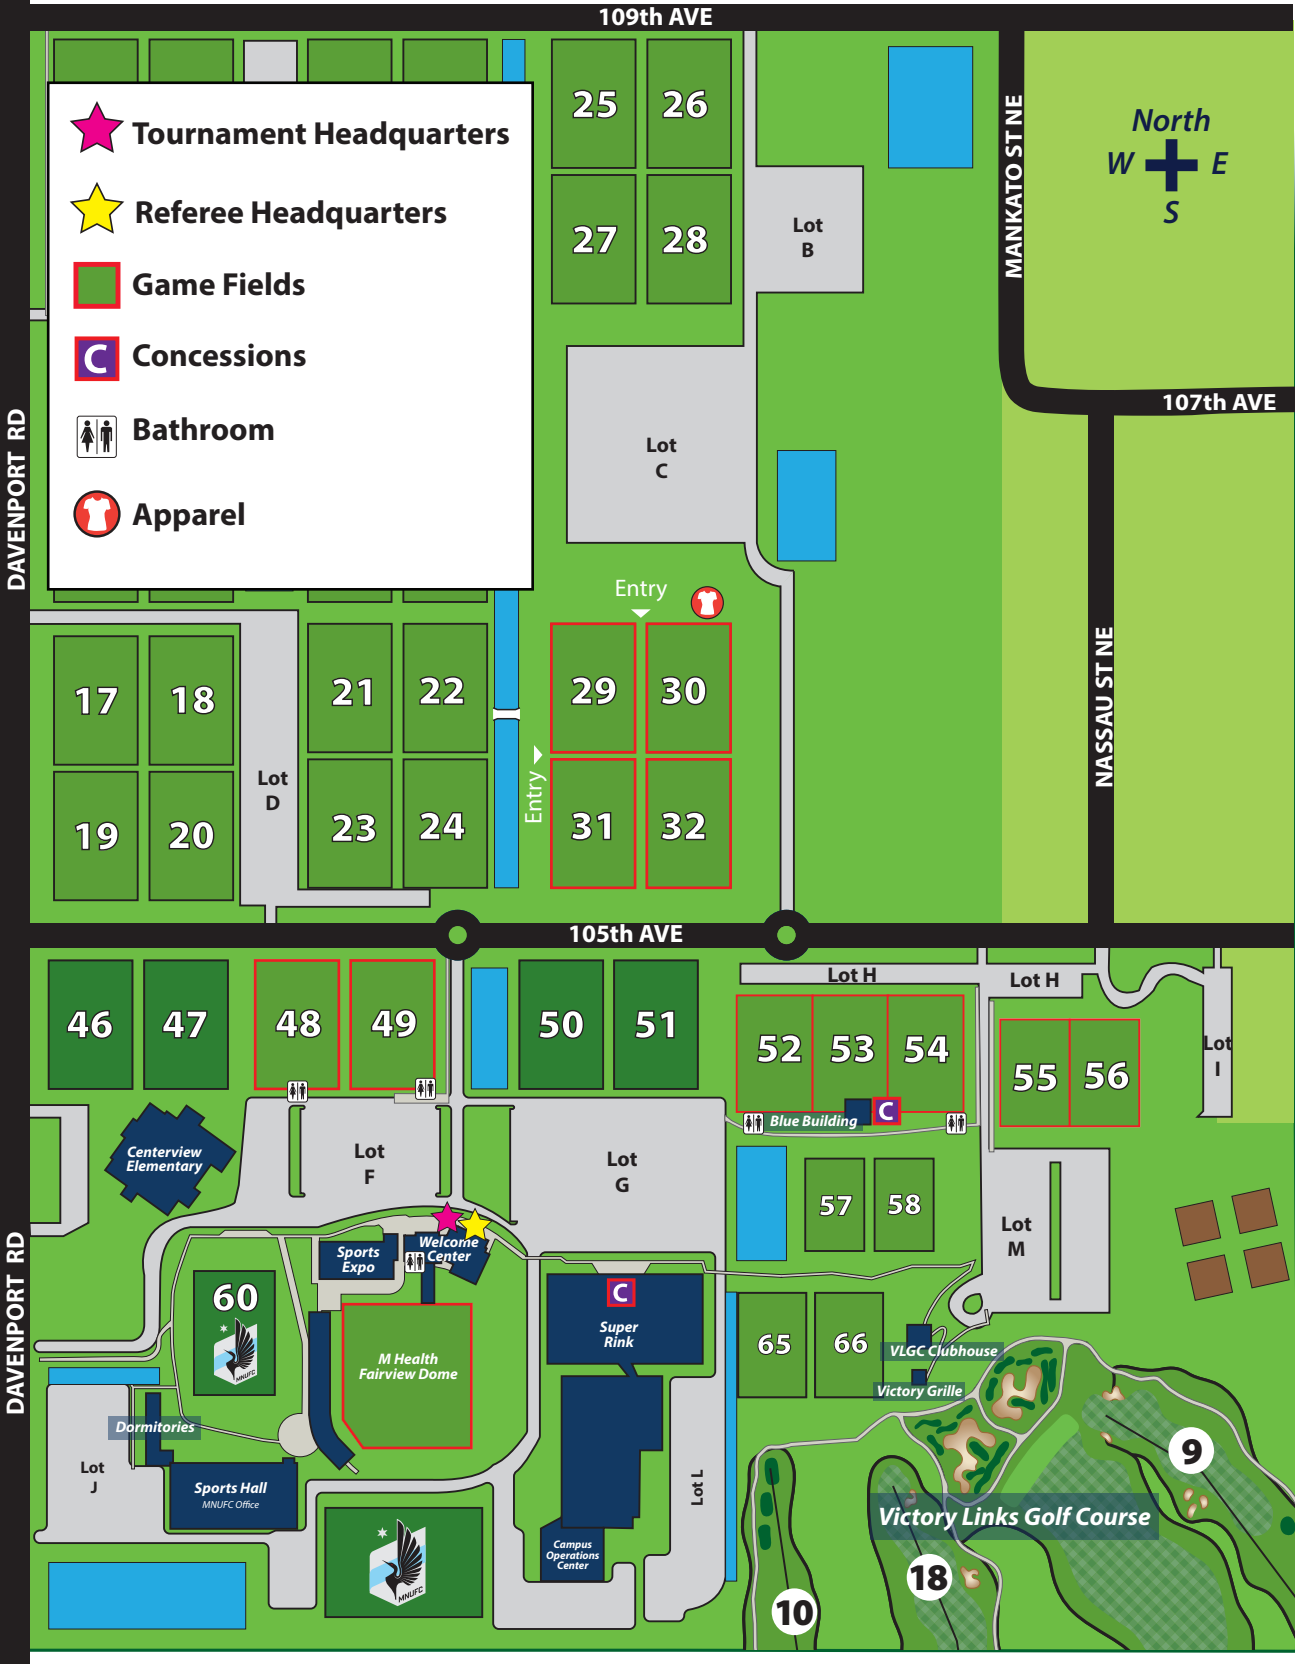 109th AVE
Tournament Headquarters
Referee Headquarters
Game Fields
C
Concessions
Bathroom
Apparel
25
26
27
28
Lot
B
MANKATO ST NE
North
W
E
S
107th AVE
DAVENPORT RD
Lot
C
Entry
NASSAU ST NE
17
18
21
22
29
30
Lot
D
Entry
19
20
23
24
31
32
105th AVE
46
47
48
49
50
51
Lot H
Lot H
52
53
54
55
56
Lot
I
Blue Building
C
Centerview
Elementary
Lot
F
Lot
G
57
58
Lot
M
Sports
Expo
Welcome
Center
DAVENPORT RD
60
MNUFC
C
Super
Rink
M Health
Fairview Dome
65
66
VLGC Clubhouse
Victory Grille
Dormitories
Lot
J
Sports Hall
MNUFC Office
Lot L
9
Victory Links Golf Course
MNUFC
Campus
Operations
Center
18
10